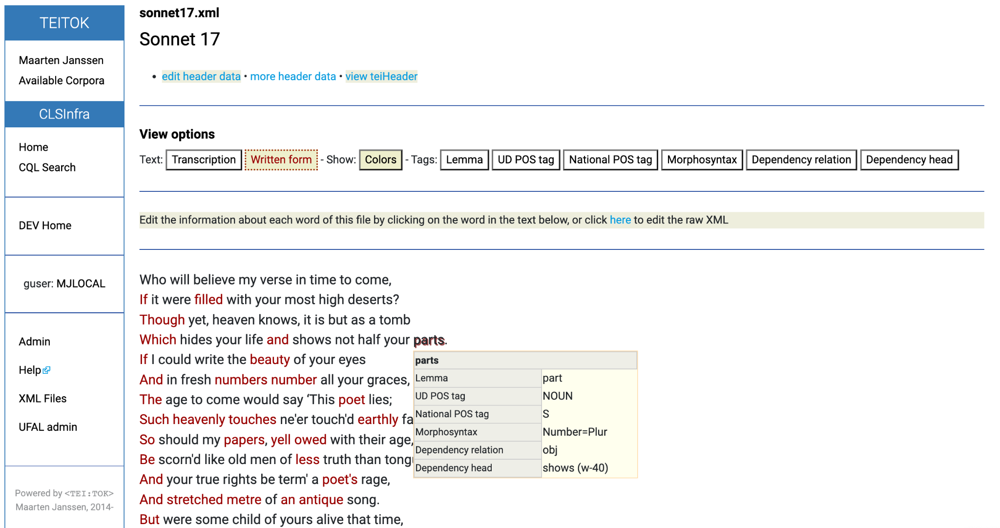 TEITOK
Maarten Janssen
Available Corpora
CLSInfra
Home
CQL Search
DEV Home
guser: MJLOCAL
Admin
Help
XML Files
UFAL admin
Powered by <TEI:TOK>
Maarten Janssen, 2014-
sonnet17.xml
Sonnet 17
• edit header data • more header data • view teiHeader
View options
Text: Transcription Written form - Show: Colors - Tags: Lemma UD POS tag National POS tag Morphosyntax Dependency relation Dependency head
Edit the information about each word of this file by clicking on the word in the text below, or click here to edit the raw XML
Who will believe my verse in time to come,
If it were filled with your most high deserts?
Though yet, heaven knows, it is but as a tomb
Which hides your life and shows not half your parts.
If I could write the beauty of your eyes
And in fresh numbers number all your graces,
The age to come would say ‘This poet lies;
Such heavenly touches ne'er touch'd earthly fa
So should my papers, yell owed with their age,
Be scorn'd like old men of less truth than tong
And your true rights be term' a poet's rage,
And stretched metre of an antique song.
But were some child of yours alive that time,
parts
Lemma part
UD POS tag NOUN
National POS tag S
Morphosyntax Number=Plur
Dependency relation obj
Dependency head shows (w-40)